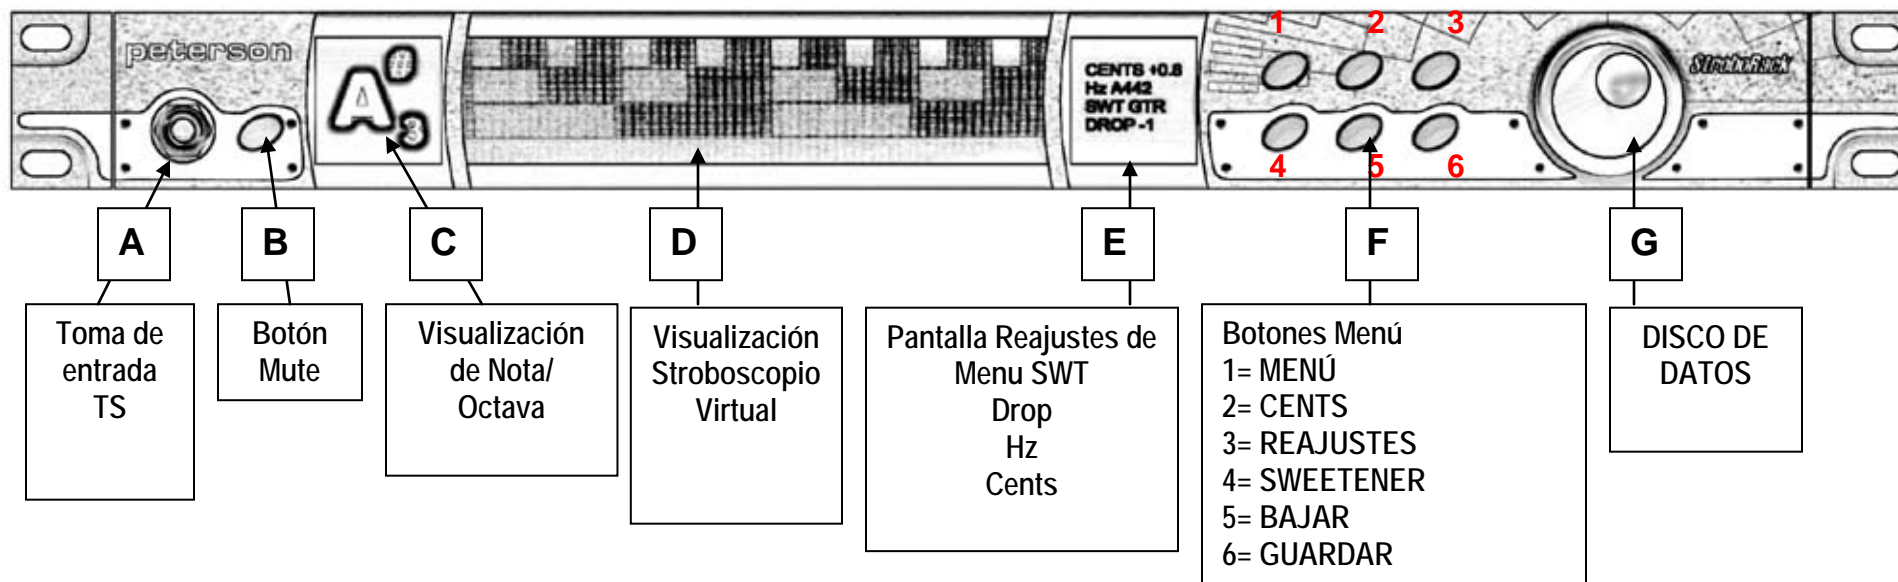 peterson
A#3
CENTS +0.8
Hz A442
SWT GTR
DROP -1
1 2 3
StroboRack
4 5 6
A B C D E F G
Toma de
entrada
TS
Botón
Mute
Visualización
de Nota/
Octava
Visualización
Stroboscopio
Virtual
Pantalla Reajustes de
Menu SWT
Drop
Hz
Cents
Botones Menú
1= MENÚ
2= CENTS
3= REAJUSTES
4= SWEETENER
5= BAJAR
6= GUARDAR
DISCO DE
DATOS